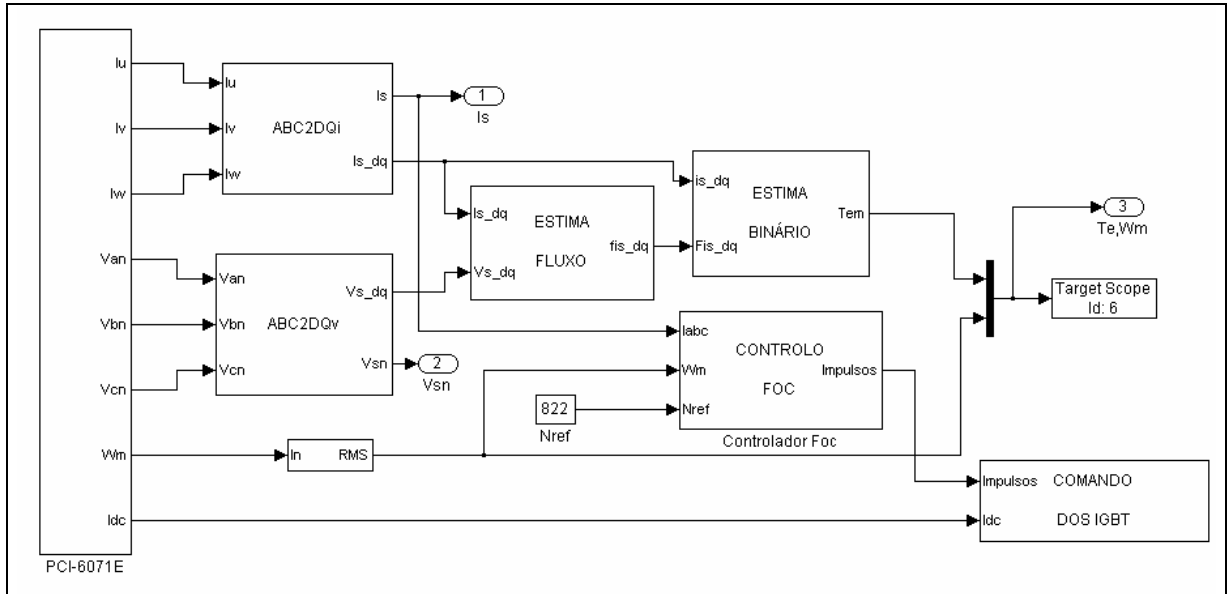 Iu
Iv
Iw
Van
Vbn
Vcn
Wm
Idc
PCI-6071E
Iu
Iv
Iw
ABC2DQi
Is
Is_dq
1
Is
Van
Vbn
Vcn
ABC2DQv
Vs_dq
Vsn
2
Vsn
Is_dq
Vs_dq
ESTIMA
FLUXO
fis_dq
is_dq
Fis_dq
ESTIMA
BINÁRIO
Tem
3
Te,Wm
Target Scope
Id: 6
Iabc
Wm
Nref
CONTROLO
FOC
Impulsos
Controlador Foc
822
Nref
In
RMS
Impulsos
Idc
COMANDO
DOS IGBT